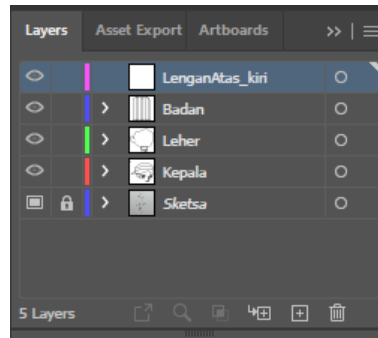 Layers Asset Export Artboards
LenganAtas_kiri
Badan
Leher
Kepala
Sketsa
5 Layers